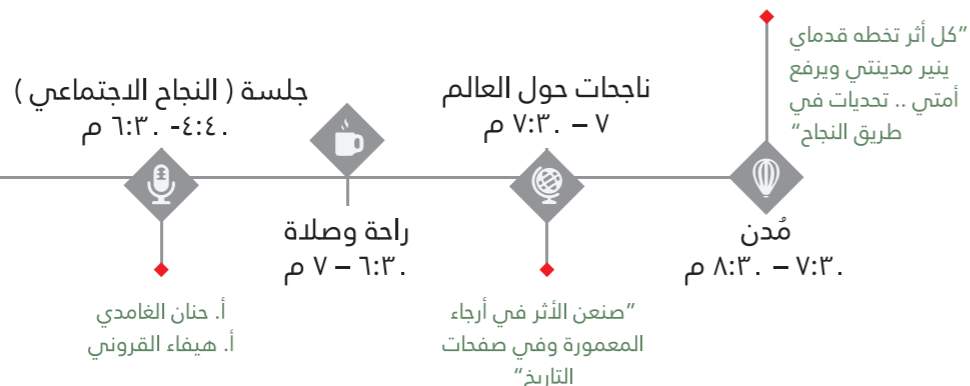 جلسة ( النجاح الاجتماعي )
٤:٤٠- ٦:٣٠ م
أ. حنان الغامدي
أ. هيفاء القروني
راحة وصلاة
٦:٣٠ – ٧ م
ناجحات حول العالم
٧ – ٧:٣٠ م
”صنعن الأثر في أرجاء
المعمورة وفي صفحات
التاريخ“
”كل أثر تخطه قدماي
ينير مدينتي ويرفع
أمتي .. تحديات في
طريق النجاح“
مُدن
٧:٣٠ – ٨:٣٠ م